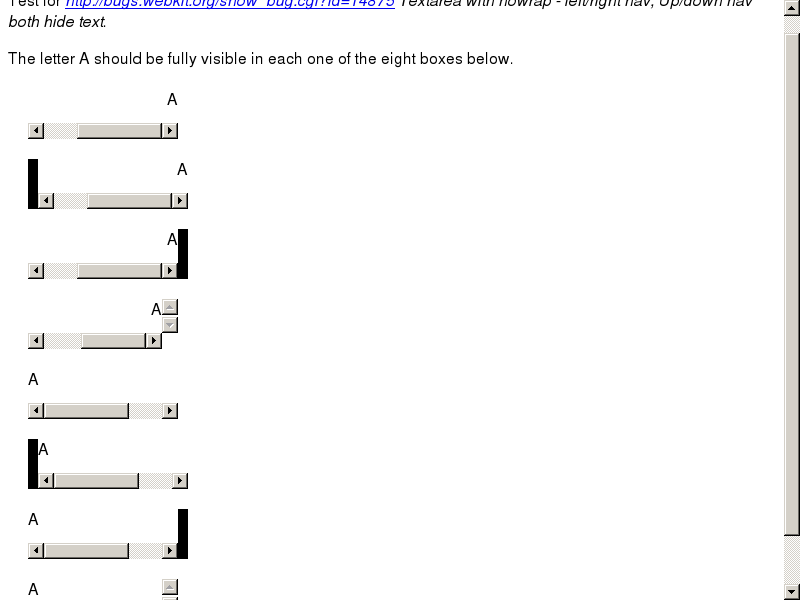 Test for http://bugs.webkit.org/show_bug.cgi?id=14875 Textarea with nowrap - left/right nav, Up/down nav
both hide text.
The letter A should be fully visible in each one of the eight boxes below.
A
A
A
A
A
A
A
A